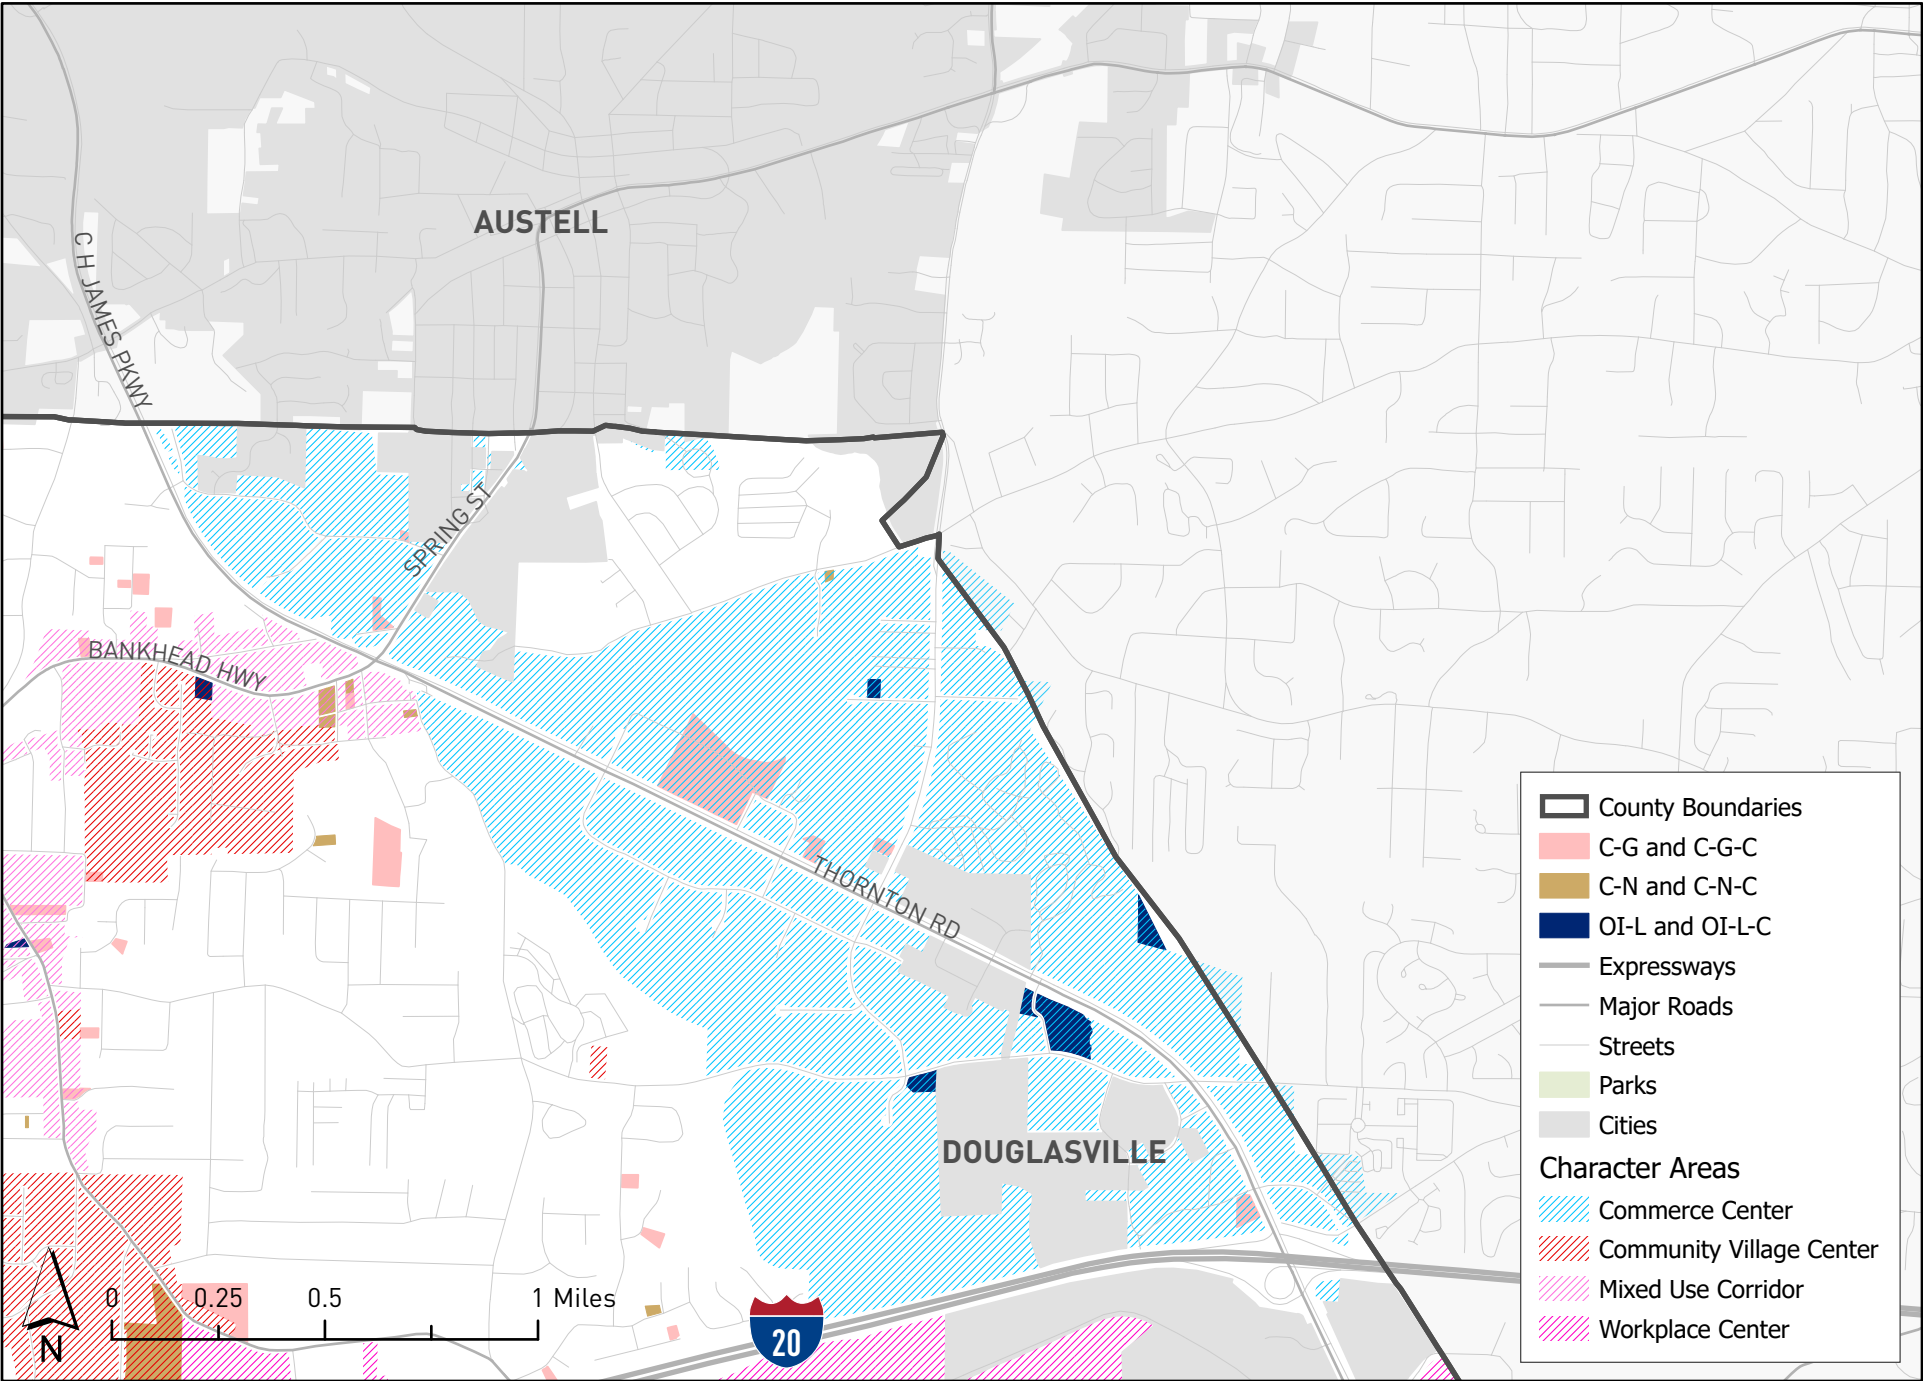 AUSTELL
C H JAMES PKWY
SPRING ST
BANKHEAD HWY
THORNTON RD
DOUGLASVILLE
County Boundaries
C-G and C-G-C
C-N and C-N-C
OI-L and OI-L-C
Expressways
Major Roads
Streets
Parks
Cities
Character Areas
Commerce Center
Community Village Center
Mixed Use Corridor
Workplace Center
0 0.25 0.5 1 Miles
N
20